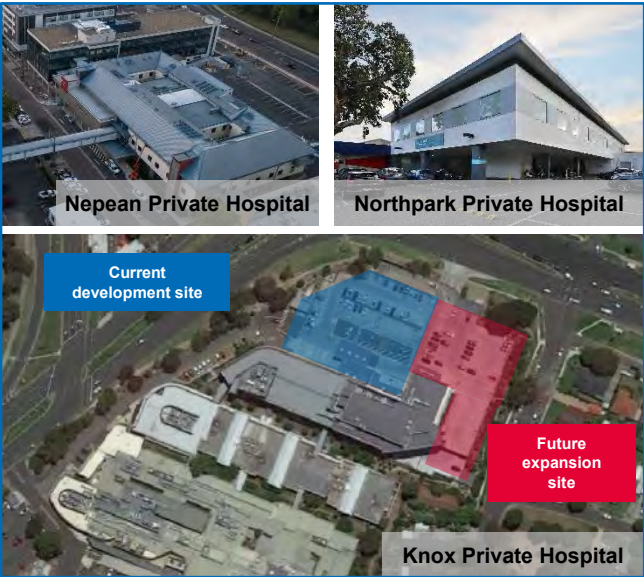 Nepean Private Hospital
Northpark Private Hospital
Current
development site
Future
expansion
site
Knox Private Hospital